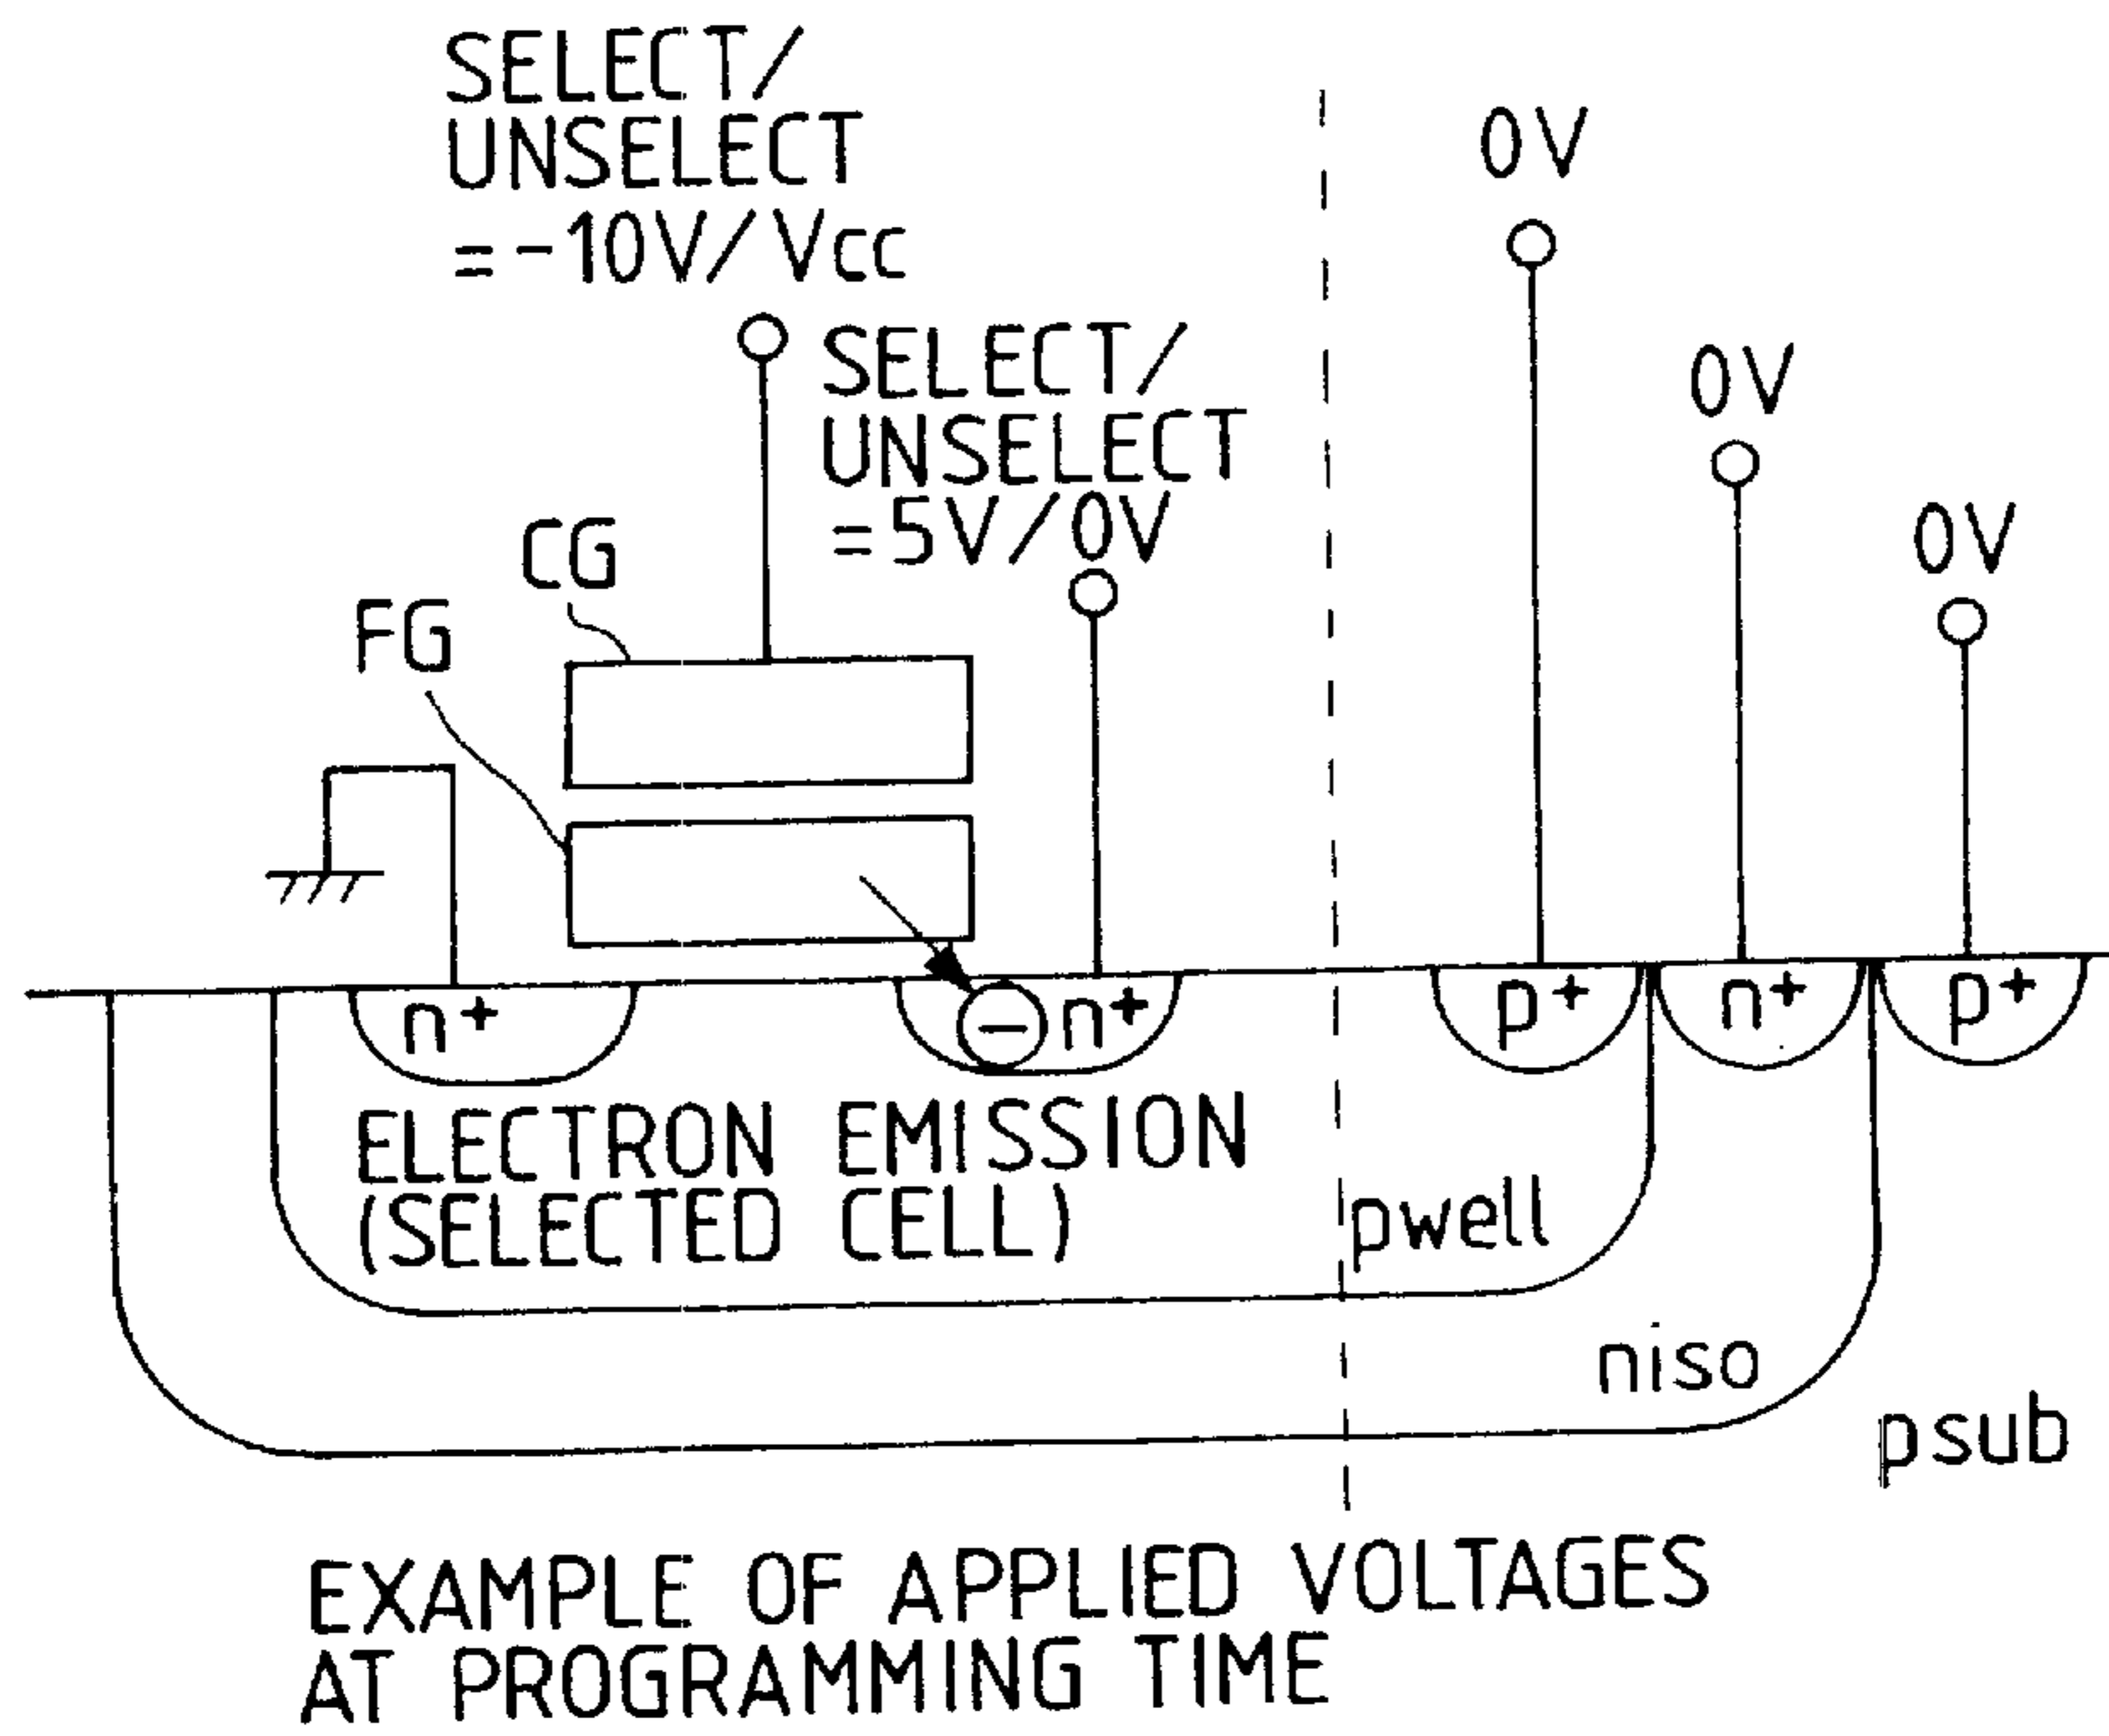 SELECT/
UNSELECT
=-10V/Vcc
SELECT/
UNSELECT
=5V/0V
0V
0V
0V
CG
FG
n+
− n+
p+
n+
p+
ELECTRON EMISSION
(SELECTED CELL)
pwell
niso
psub
EXAMPLE OF APPLIED VOLTAGES
AT PROGRAMMING TIME